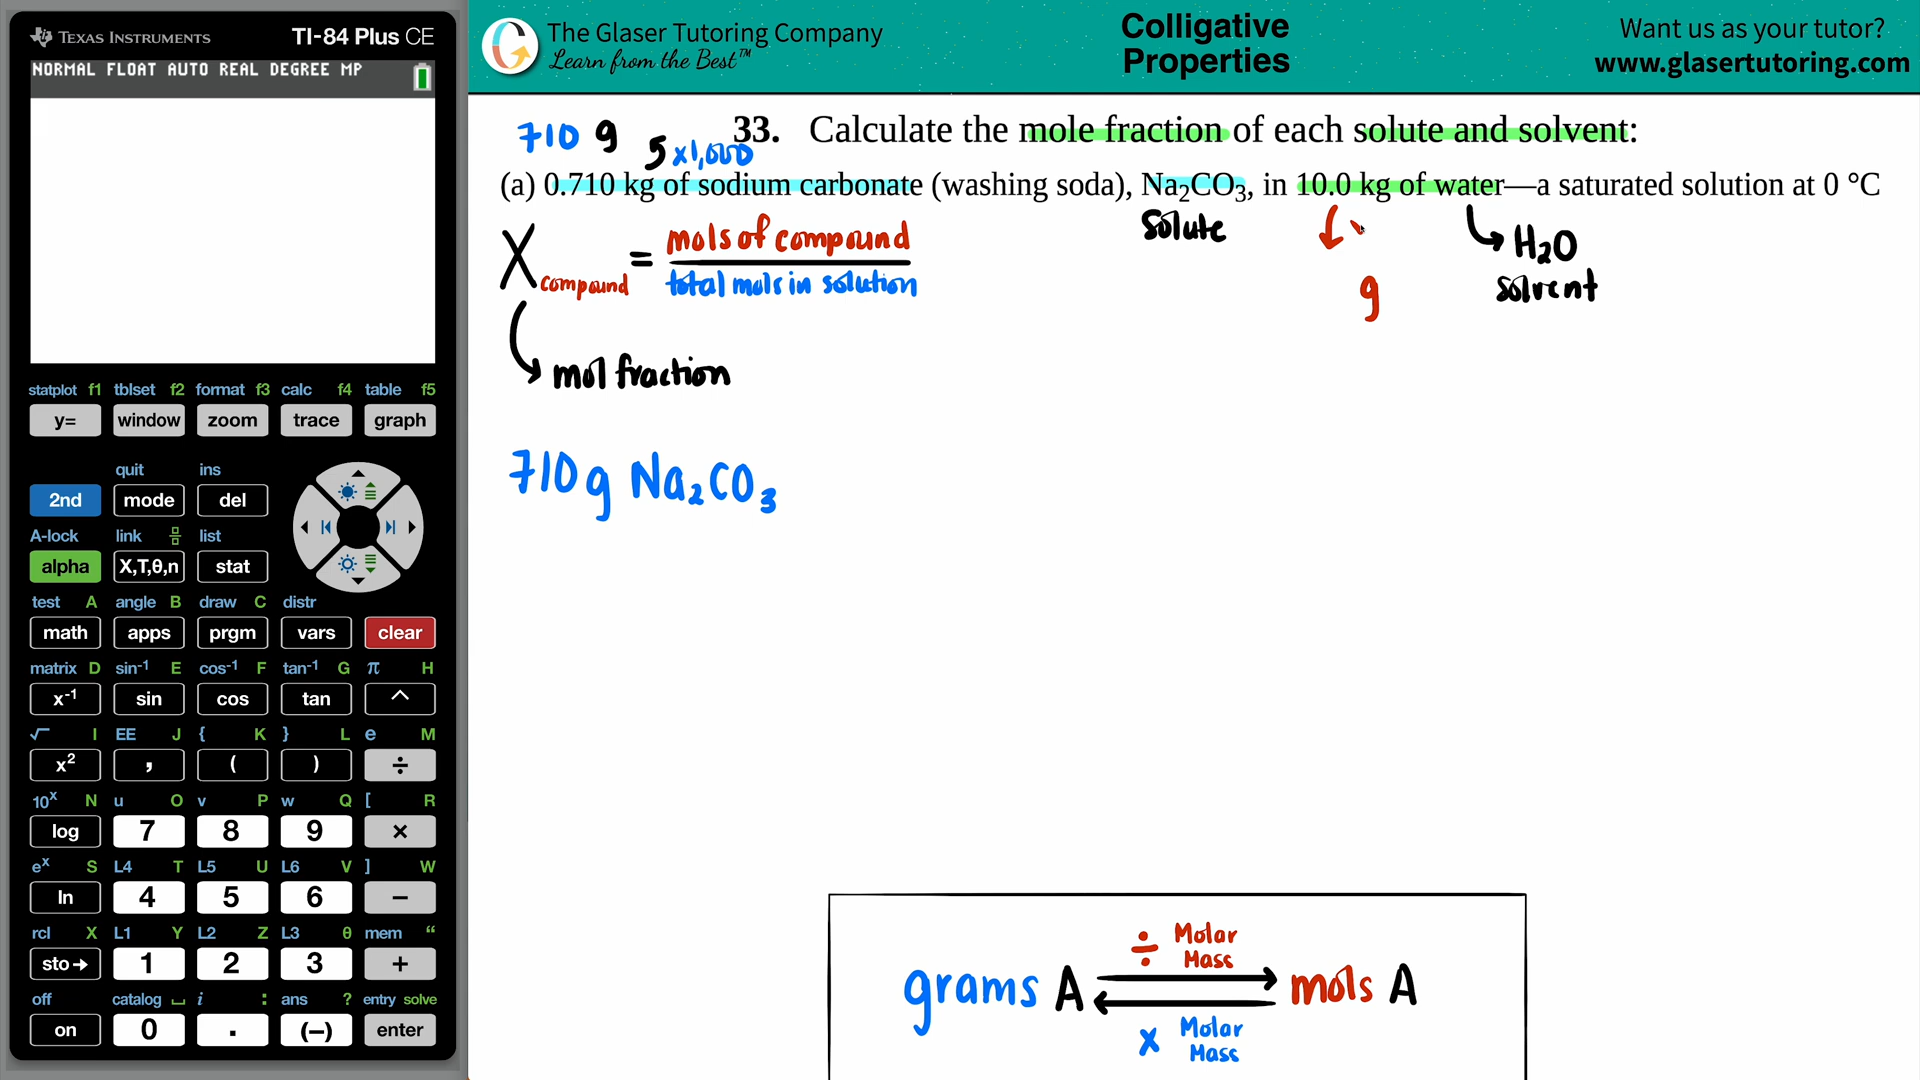 TEXAS INSTRUMENTS TI-84 Plus CE
NORMAL FLOAT AUTO REAL DEGREE MP
statplot f1 tblset f2 format f3 calc f4 table f5
y= window zoom trace graph
quit ins
2nd mode del
A-lock link list
alpha X,T,θ,n stat
test A angle B draw C distr
math apps prgm vars clear
matrix D sin-1 E cos-1 F tan-1 G π H
x-1 sin cos tan ^
√ I EE J { K } L e M
x² , ( ) ÷
10ˣ N u O v P w Q [ R
log 7 8 9 ×
eˣ S L4 T L5 U L6 V ] W
ln 4 5 6 −
rcl X L1 Y L2 Z L3 θ mem “
sto→ 1 2 3 +
off catalog ␣ i : ans ? entry solve
on 0 . (−) enter
The Glaser Tutoring Company
Learn from the Best™
Colligative
Properties
Want us as your tutor?
www.glasertutoring.com
710 g 5 x1,000
33. Calculate the mole fraction of each solute and solvent:
(a) 0.710 kg of sodium carbonate (washing soda), Na₂CO₃, in 10.0 kg of water—a saturated solution at 0 °C
solute
H₂O
solvent
g
X compound = mols of compound
total mols in solution
mol fraction
710 g Na₂CO₃
÷ Molar
Mass
grams A mols A
x Molar
Mass